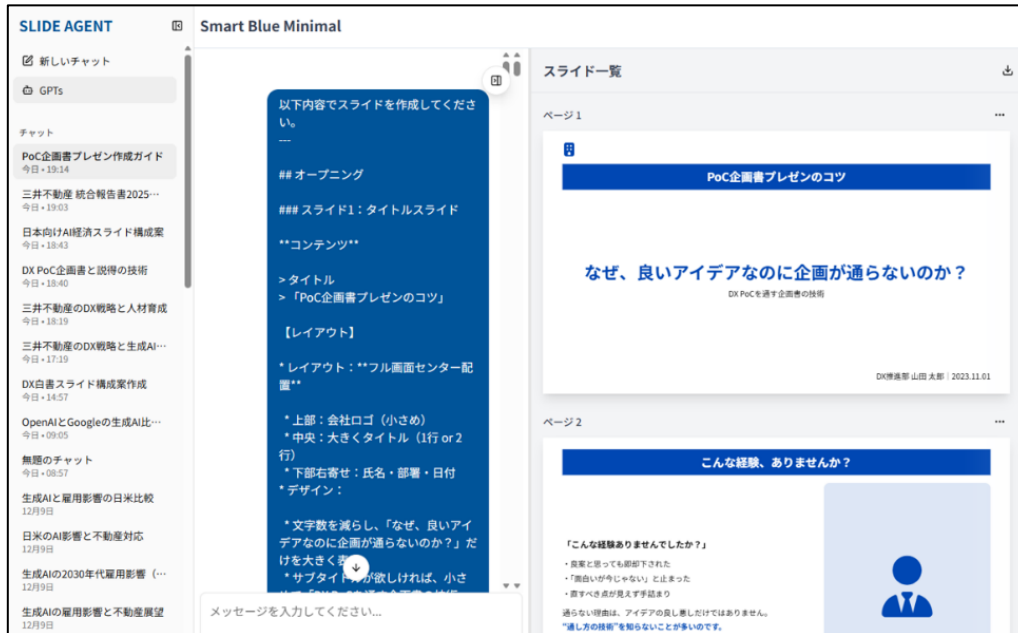 SLIDE AGENT
Smart Blue Minimal
新しいチャット
GPTs
チャット
PoC企画書プレゼン作成ガイド
今日・19:14
三井不動産 統合報告書2025…
今日・19:03
日本向けAI経済スライド構成案
今日・18:43
DX PoC企画書と説得の技術
今日・18:40
三井不動産のDX戦略と人材育成
今日・18:19
三井不動産のDX戦略と生成AI…
今日・17:19
DX白書スライド構成案作成
今日・14:57
OpenAIとGoogleの生成AI比…
今日・09:05
無題のチャット
今日・08:57
生成AIと雇用影響の日米比較
12月9日
日米のAI影響と不動産対応
12月9日
生成AIの2030年代雇用影響（…
12月9日
生成AIの雇用影響と不動産展望
12月9日
以下内容でスライドを作成してくださ
い。
---
## オープニング
### スライド1：タイトルスライド
**コンテンツ**
> タイトル
> 「PoC企画書プレゼンのコツ」
【レイアウト】
* レイアウト：**フル画面センター配
置**
* 上部：会社ロゴ（小さめ）
* 中央：大きくタイトル（1行 or 2
行）
* 下部右寄せ：氏名・部署・日付
* デザイン：
* 文字数を減らし、「なぜ、良いアイ
デアなのに企画が通らないのか？」だ
けを大きく
* サブタイトルが欲しければ、小さ
メッセージを入力してください...
スライド一覧
ページ 1
PoC企画書プレゼンのコツ
なぜ、良いアイデアなのに企画が通らないのか？
DX PoCを通す企画書の技術
DX推進部 山田 太郎｜2023.11.01
ページ 2
こんな経験、ありませんか？
「こんな経験ありませんでしたか？」
・良案と思っても即却下された
・「面白いが今じゃない」と止まった
・直すべき点が見えず手詰まり
通らない理由は、アイデアの良し悪しだけではありません。
“通し方の技術”を知らないことが多いのです。